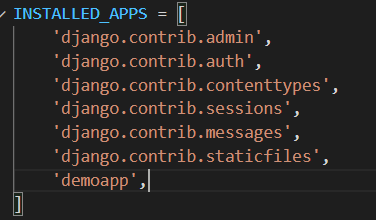 INSTALLED_APPS = [
    'django.contrib.admin',
    'django.contrib.auth',
    'django.contrib.contenttypes',
    'django.contrib.sessions',
    'django.contrib.messages',
    'django.contrib.staticfiles',
    'demoapp',
]